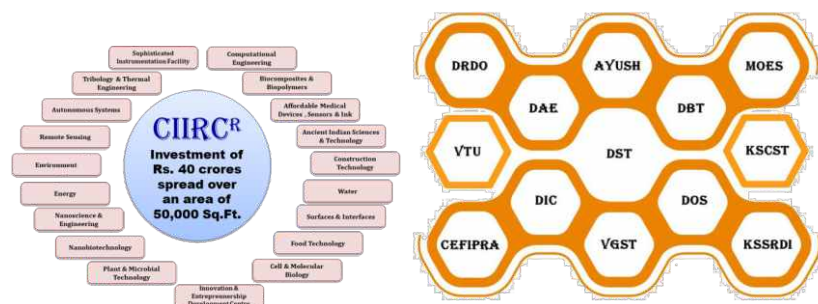 Sophisticated
Instrumentation Facility
Computational
Engineering
Tribology & Thermal
Engineering
Biocomposites &
Biopolymers
Autonomous Systems
Affordable Medical
Devices , Sensors & Ink
Remote Sensing
Ancient Indian Sciences
& Technology
Environment
Construction
Technology
Energy
Water
Nanoscience &
Engineering
Surfaces & Interfaces
Nanobiotechnology
Food Technology
Plant & Microbial
Technology
Cell & Molecular
Biology
Innovation &
Entreprennership
Development Centre
CIIRCR
Investment of
Rs. 40 crores
spread over
an area of
50,000 Sq.Ft.
DRDO
AYUSH
MOES
DAE
DBT
VTU
DST
KSCST
DIC
DOS
CEFIPRA
VGST
KSSRDI